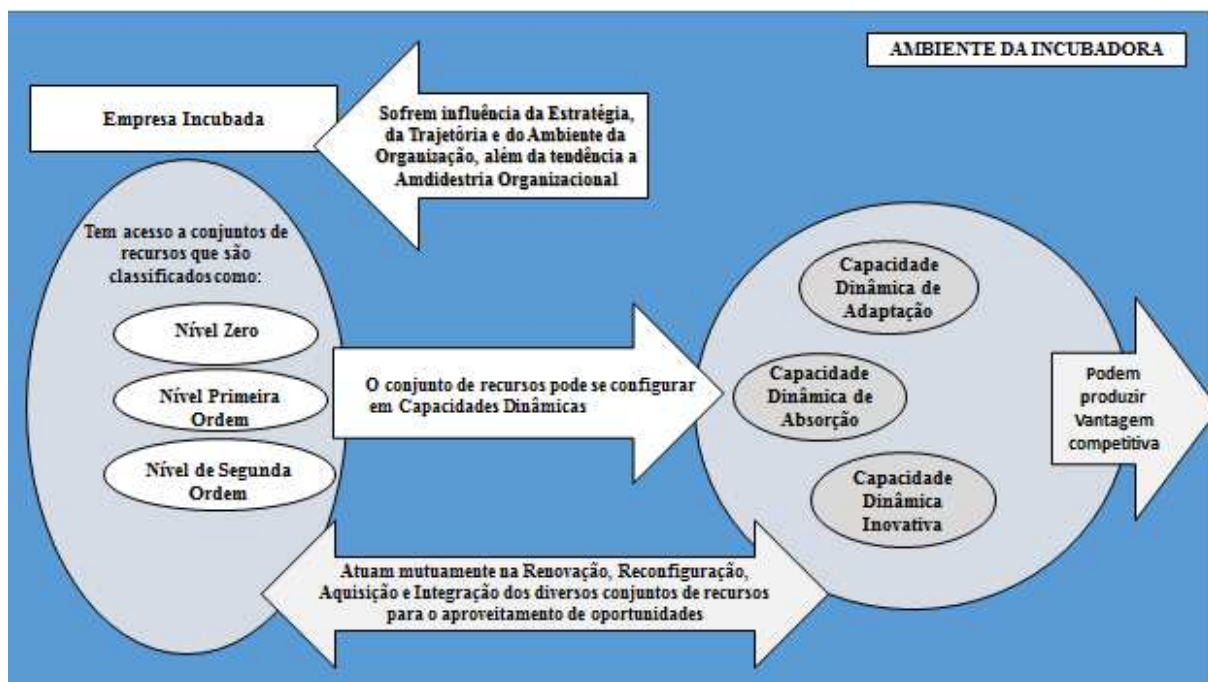 AMBIENTE DA INCUBADORA
Empresa Incubada
Sofrem influência da Estratégia,
da Trajetória e do Ambiente da
Organização, além da tendência a
Amdidestria Organizacional
Tem acesso a conjuntos de
recursos que são
classificados como:
Nível Zero
Nível Primeira
Ordem
Nível de Segunda
Ordem
O conjunto de recursos pode se configurar
em Capacidades Dinâmicas
Capacidade
Dinâmica de
Adaptação
Capacidade
Dinâmica de
Absorção
Capacidade
Dinâmica
Inovativa
Podem
produzir
Vantagem
competitiva
Atuam mutuamente na Renovação, Reconfiguração,
Aquisição e Integração dos diversos conjuntos de recursos
para o aproveitamento de oportunidades